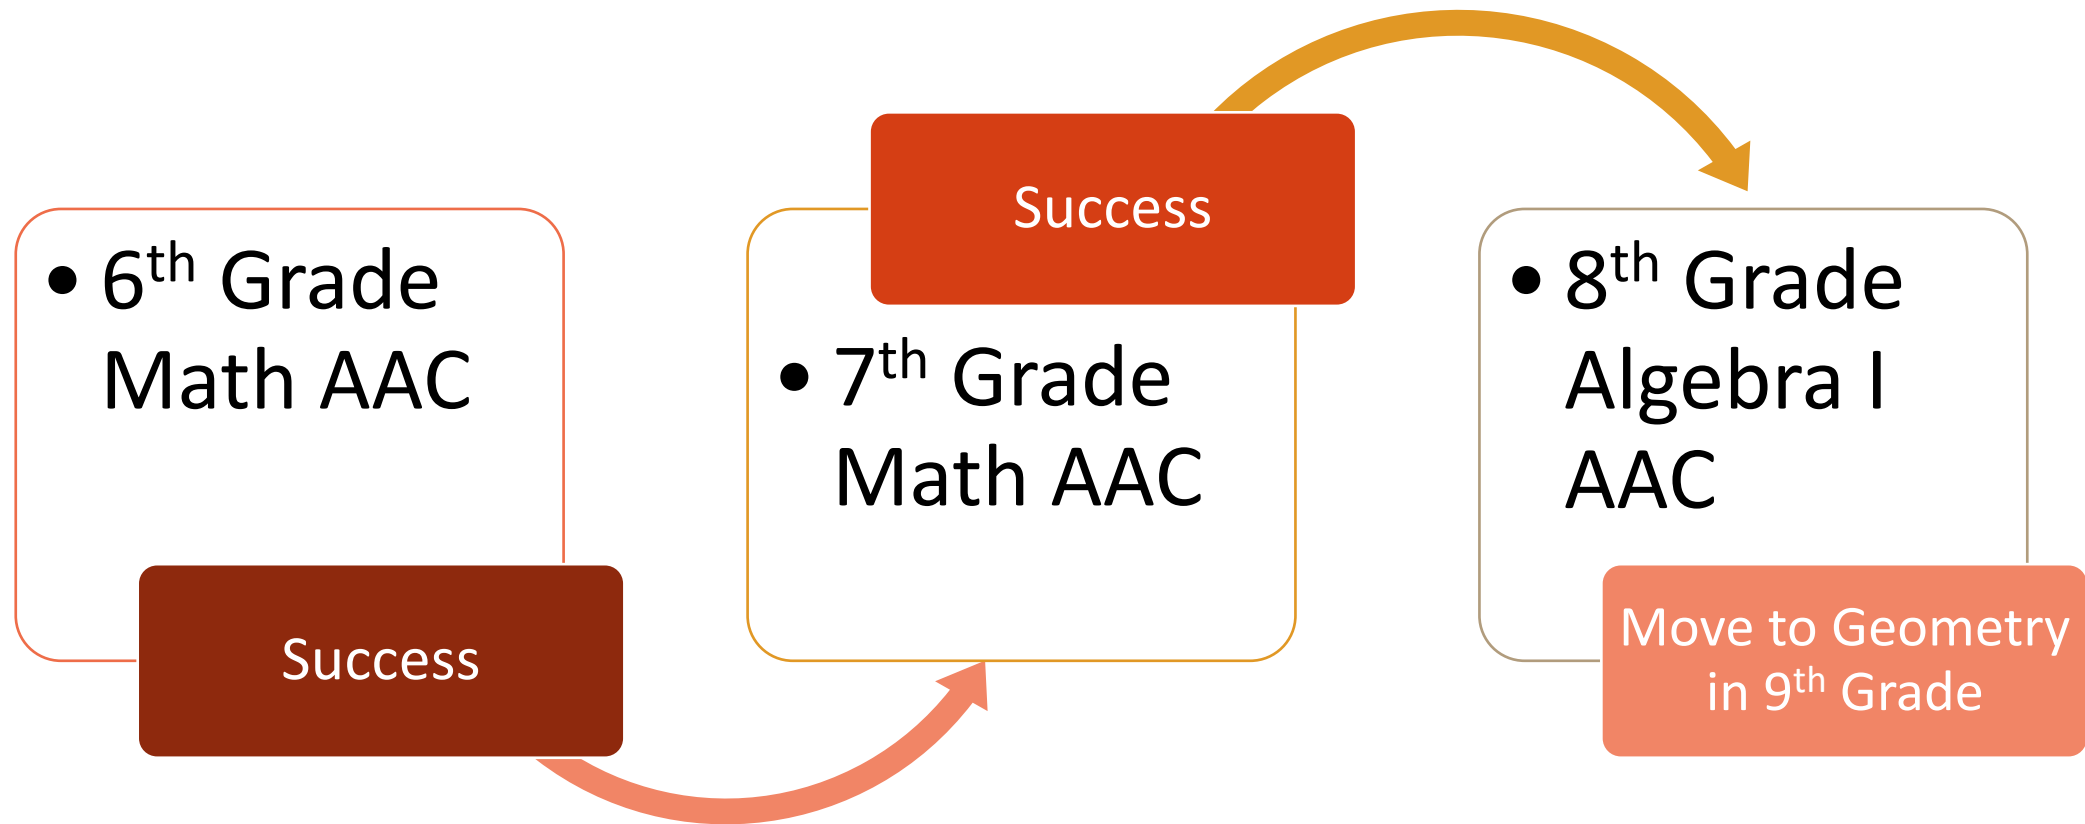 • 6th Grade
Math AAC
Success
Success
• 7th Grade
Math AAC
• 8th Grade
Algebra I
AAC
Move to Geometry
in 9th Grade